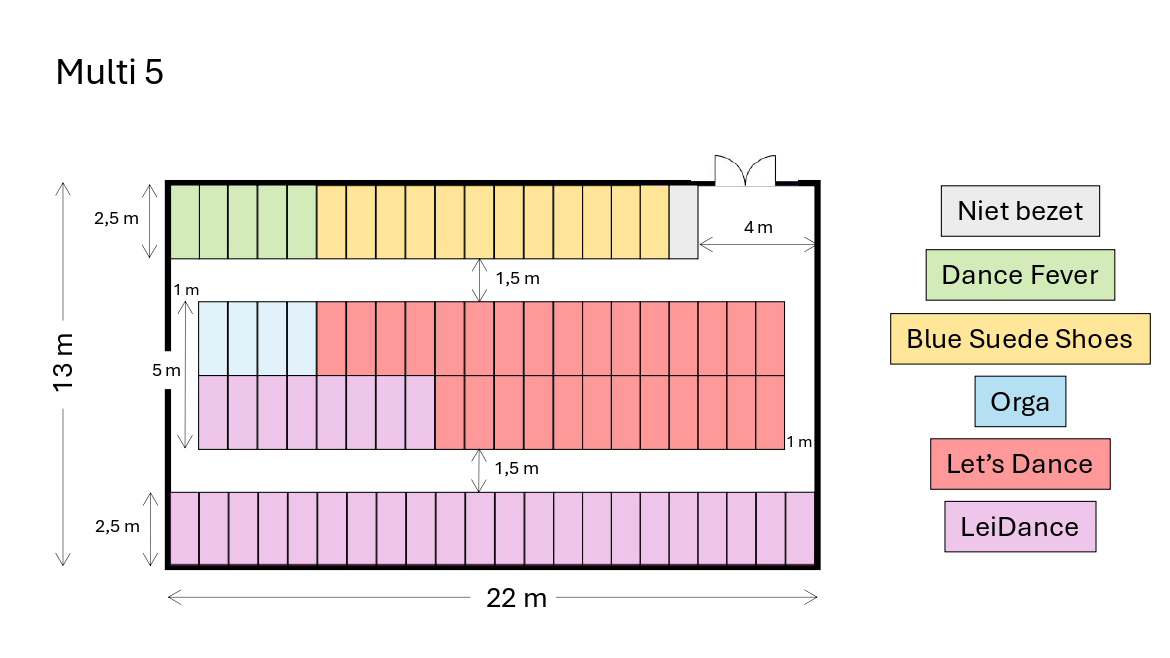 Multi 5
2,5 m
4 m
1,5 m
1 m
13 m
5 m
1 m
1,5 m
2,5 m
22 m
Niet bezet
Dance Fever
Blue Suede Shoes
Orga
Let’s Dance
LeiDance